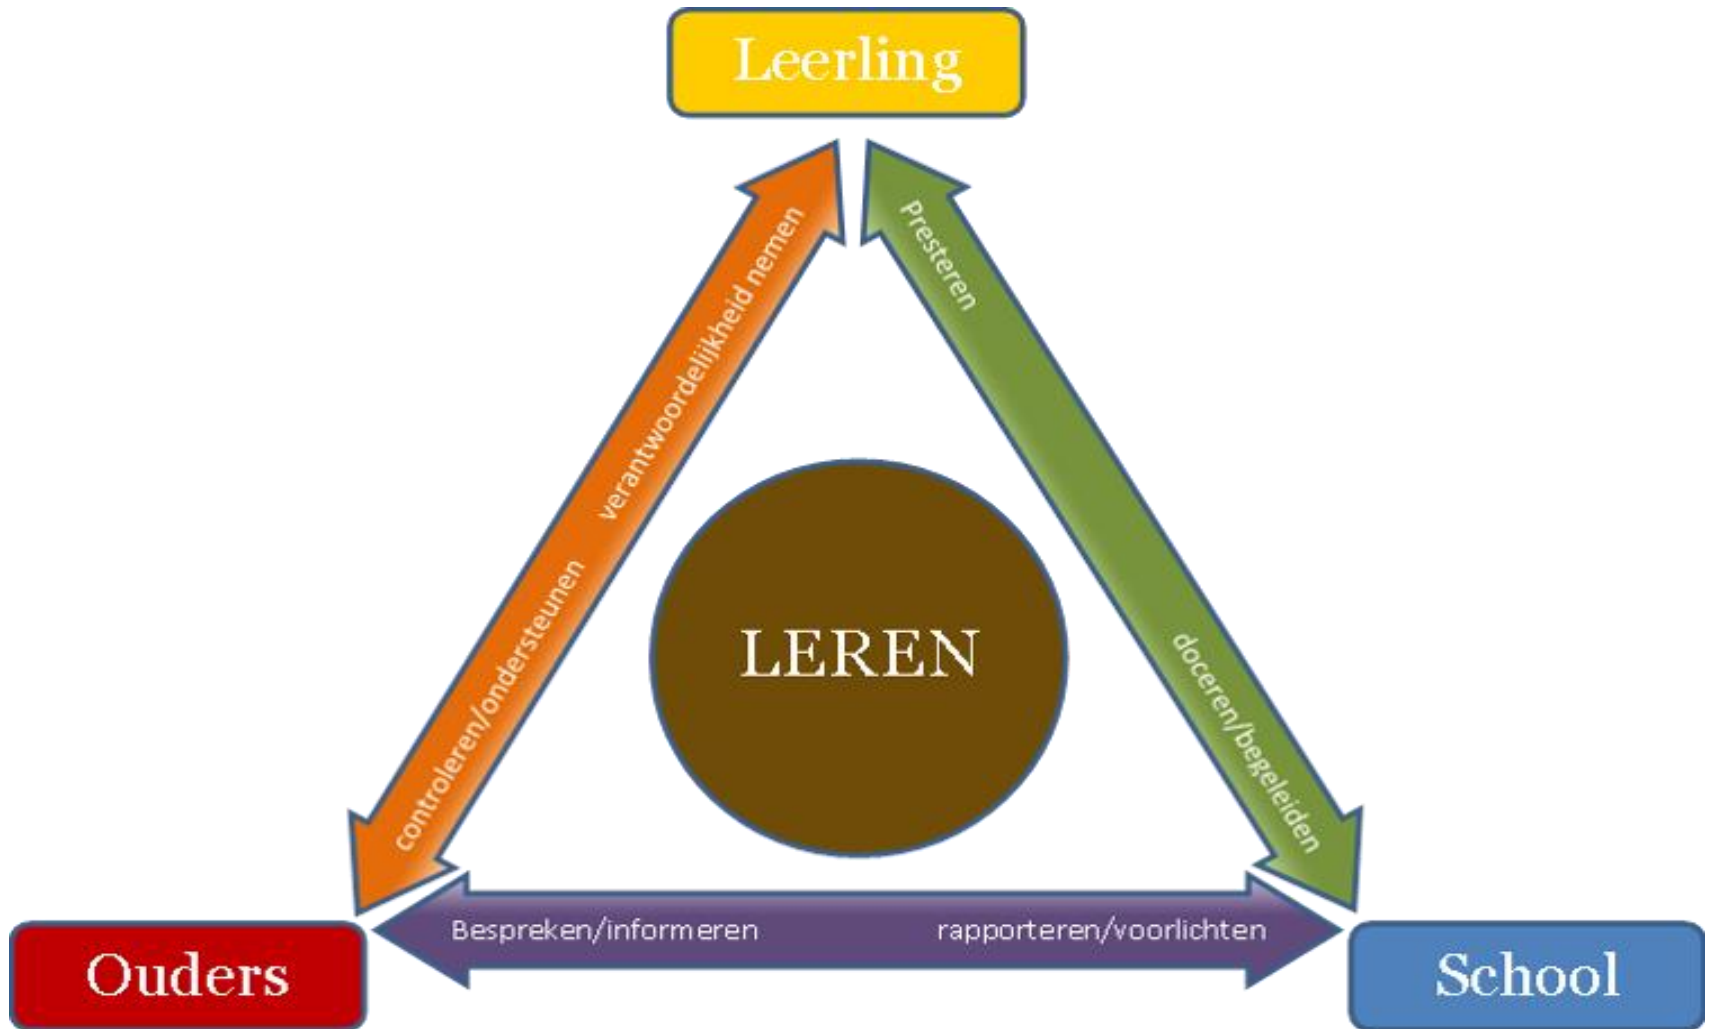 Leerling
verantwoordelijkheid nemen
Presteren
controleren/ondersteunen
doceren/begeleiden
LEREN
Bespreken/informeren
rapporteren/voorlichten
Ouders
School